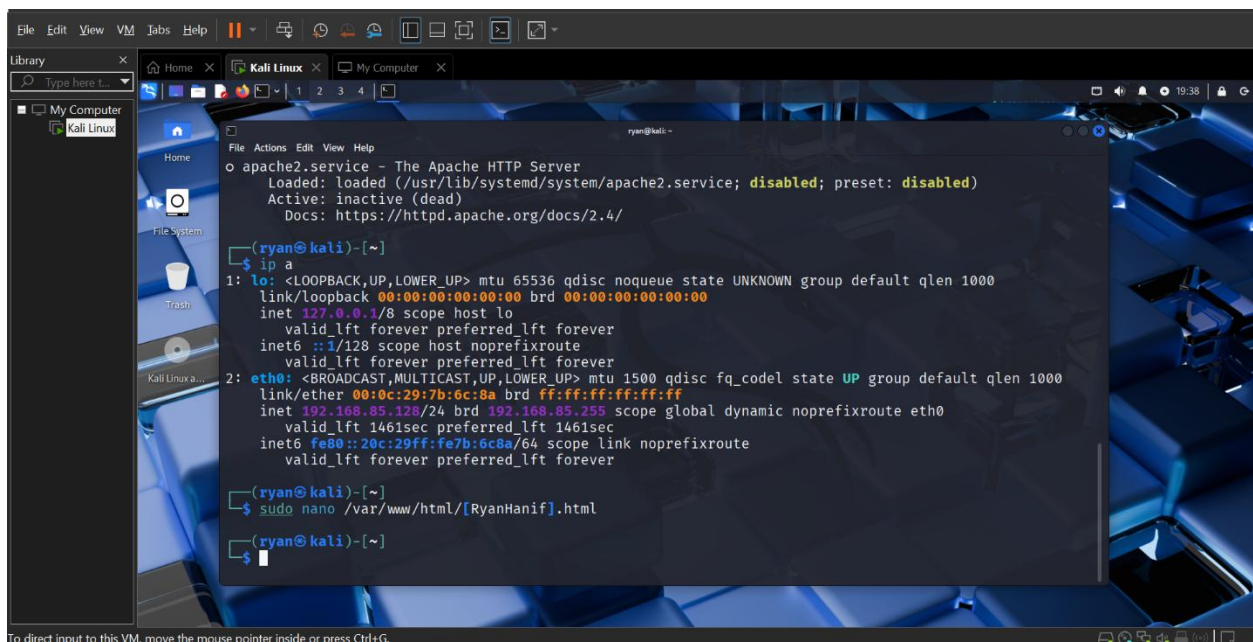 File Edit View VM Tabs Help
Library
Type here t...
My Computer
Kali Linux
Home Kali Linux My Computer
1 2 3 4 19:38
Home
File System
Trash
Kali Linux a...
ryan@kali: ~
File Actions Edit View Help
○ apache2.service - The Apache HTTP Server
Loaded: loaded (/usr/lib/systemd/system/apache2.service; disabled; preset: disabled)
Active: inactive (dead)
Docs: https://httpd.apache.org/docs/2.4/
┌──(ryan㉿kali)-[~]
└─$ ip a
1: lo: <LOOPBACK,UP,LOWER_UP> mtu 65536 qdisc noqueue state UNKNOWN group default qlen 1000
link/loopback 00:00:00:00:00:00 brd 00:00:00:00:00:00
inet 127.0.0.1/8 scope host lo
valid_lft forever preferred_lft forever
inet6 ::1/128 scope host noprefixroute
valid_lft forever preferred_lft forever
2: eth0: <BROADCAST,MULTICAST,UP,LOWER_UP> mtu 1500 qdisc fq_codel state UP group default qlen 1000
link/ether 00:0c:29:7b:6c:8a brd ff:ff:ff:ff:ff:ff
inet 192.168.85.128/24 brd 192.168.85.255 scope global dynamic noprefixroute eth0
valid_lft 1461sec preferred_lft 1461sec
inet6 fe80::20c:29ff:fe7b:6c8a/64 scope link noprefixroute
valid_lft forever preferred_lft forever
┌──(ryan㉿kali)-[~]
└─$ sudo nano /var/www/html/[RyanHanif].html
┌──(ryan㉿kali)-[~]
└─$
To direct input to this VM, move the mouse pointer inside or press Ctrl+G.